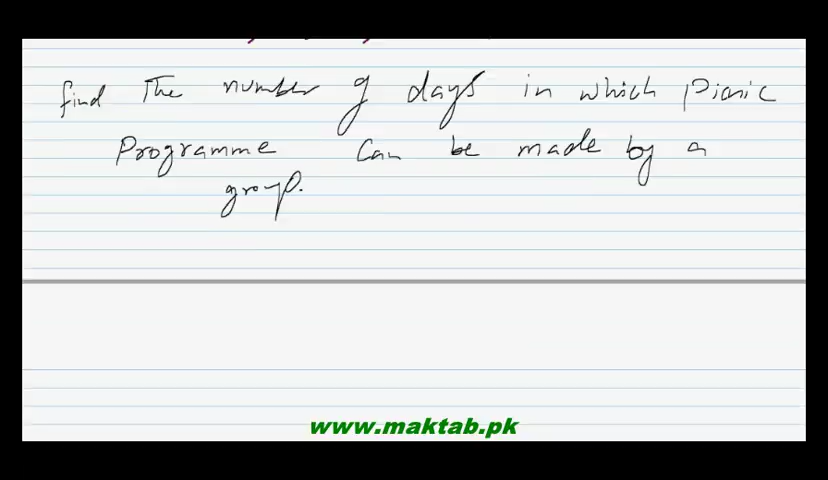 find The number of days in which Picnic
Programme Can be made by a
group.
www.maktab.pk